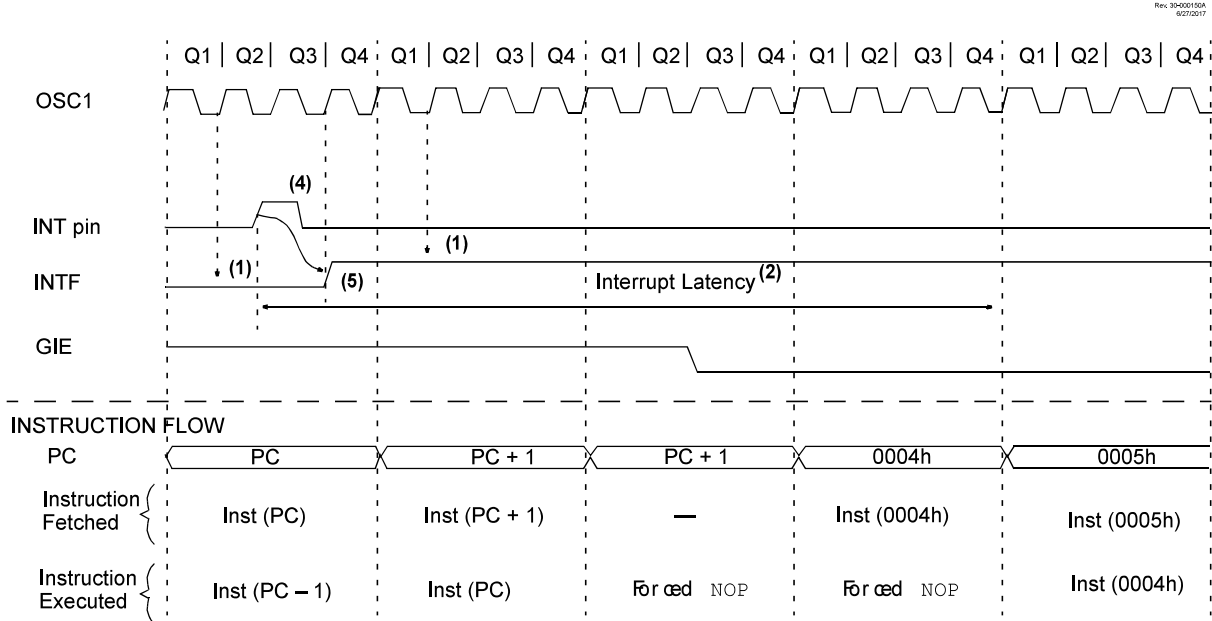 Rev. 30-000150A
6/27/2017
Q1 Q2 Q3 Q4 Q1 Q2 Q3 Q4 Q1 Q2 Q3 Q4 Q1 Q2 Q3 Q4 Q1 Q2 Q3 Q4
OSC1
(4)
INT pin
(1)
(1)
INTF
(5)
Interrupt Latency(2)
GIE
INSTRUCTION FLOW
PC PC PC + 1 PC + 1 0004h 0005h
Instruction
Fetched
Inst (PC) Inst (PC + 1) — Inst (0004h) Inst (0005h)
Instruction
Executed
Inst (PC – 1) Inst (PC) Forced NOP Forced NOP Inst (0004h)